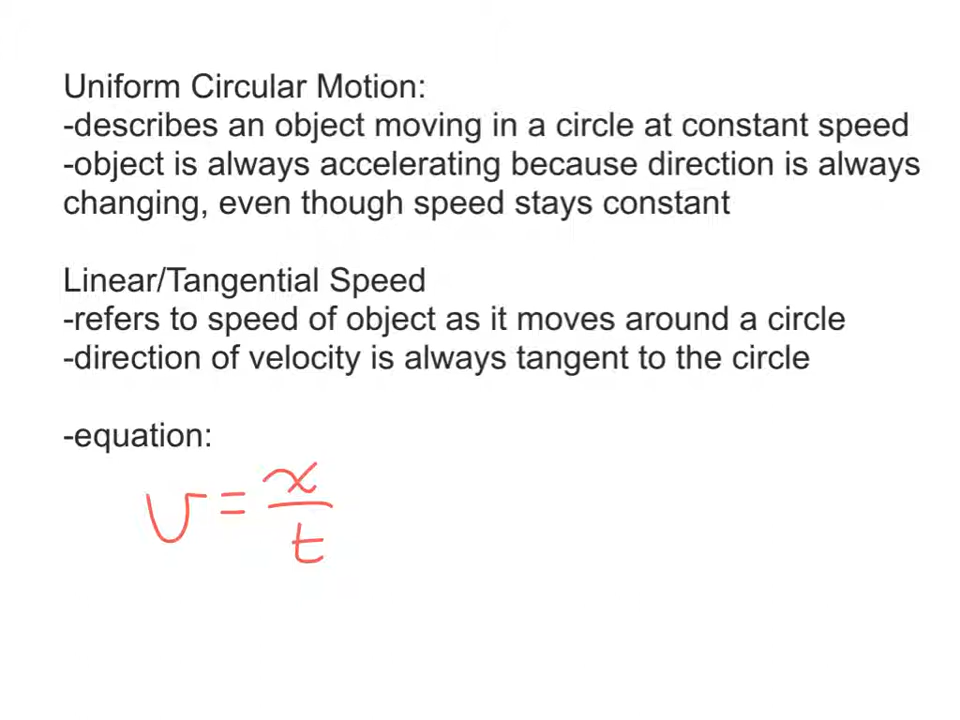 Uniform Circular Motion:
-describes an object moving in a circle at constant speed
-object is always accelerating because direction is always
changing, even though speed stays constant
Linear/Tangential Speed
-refers to speed of object as it moves around a circle
-direction of velocity is always tangent to the circle
-equation:
v = x/t